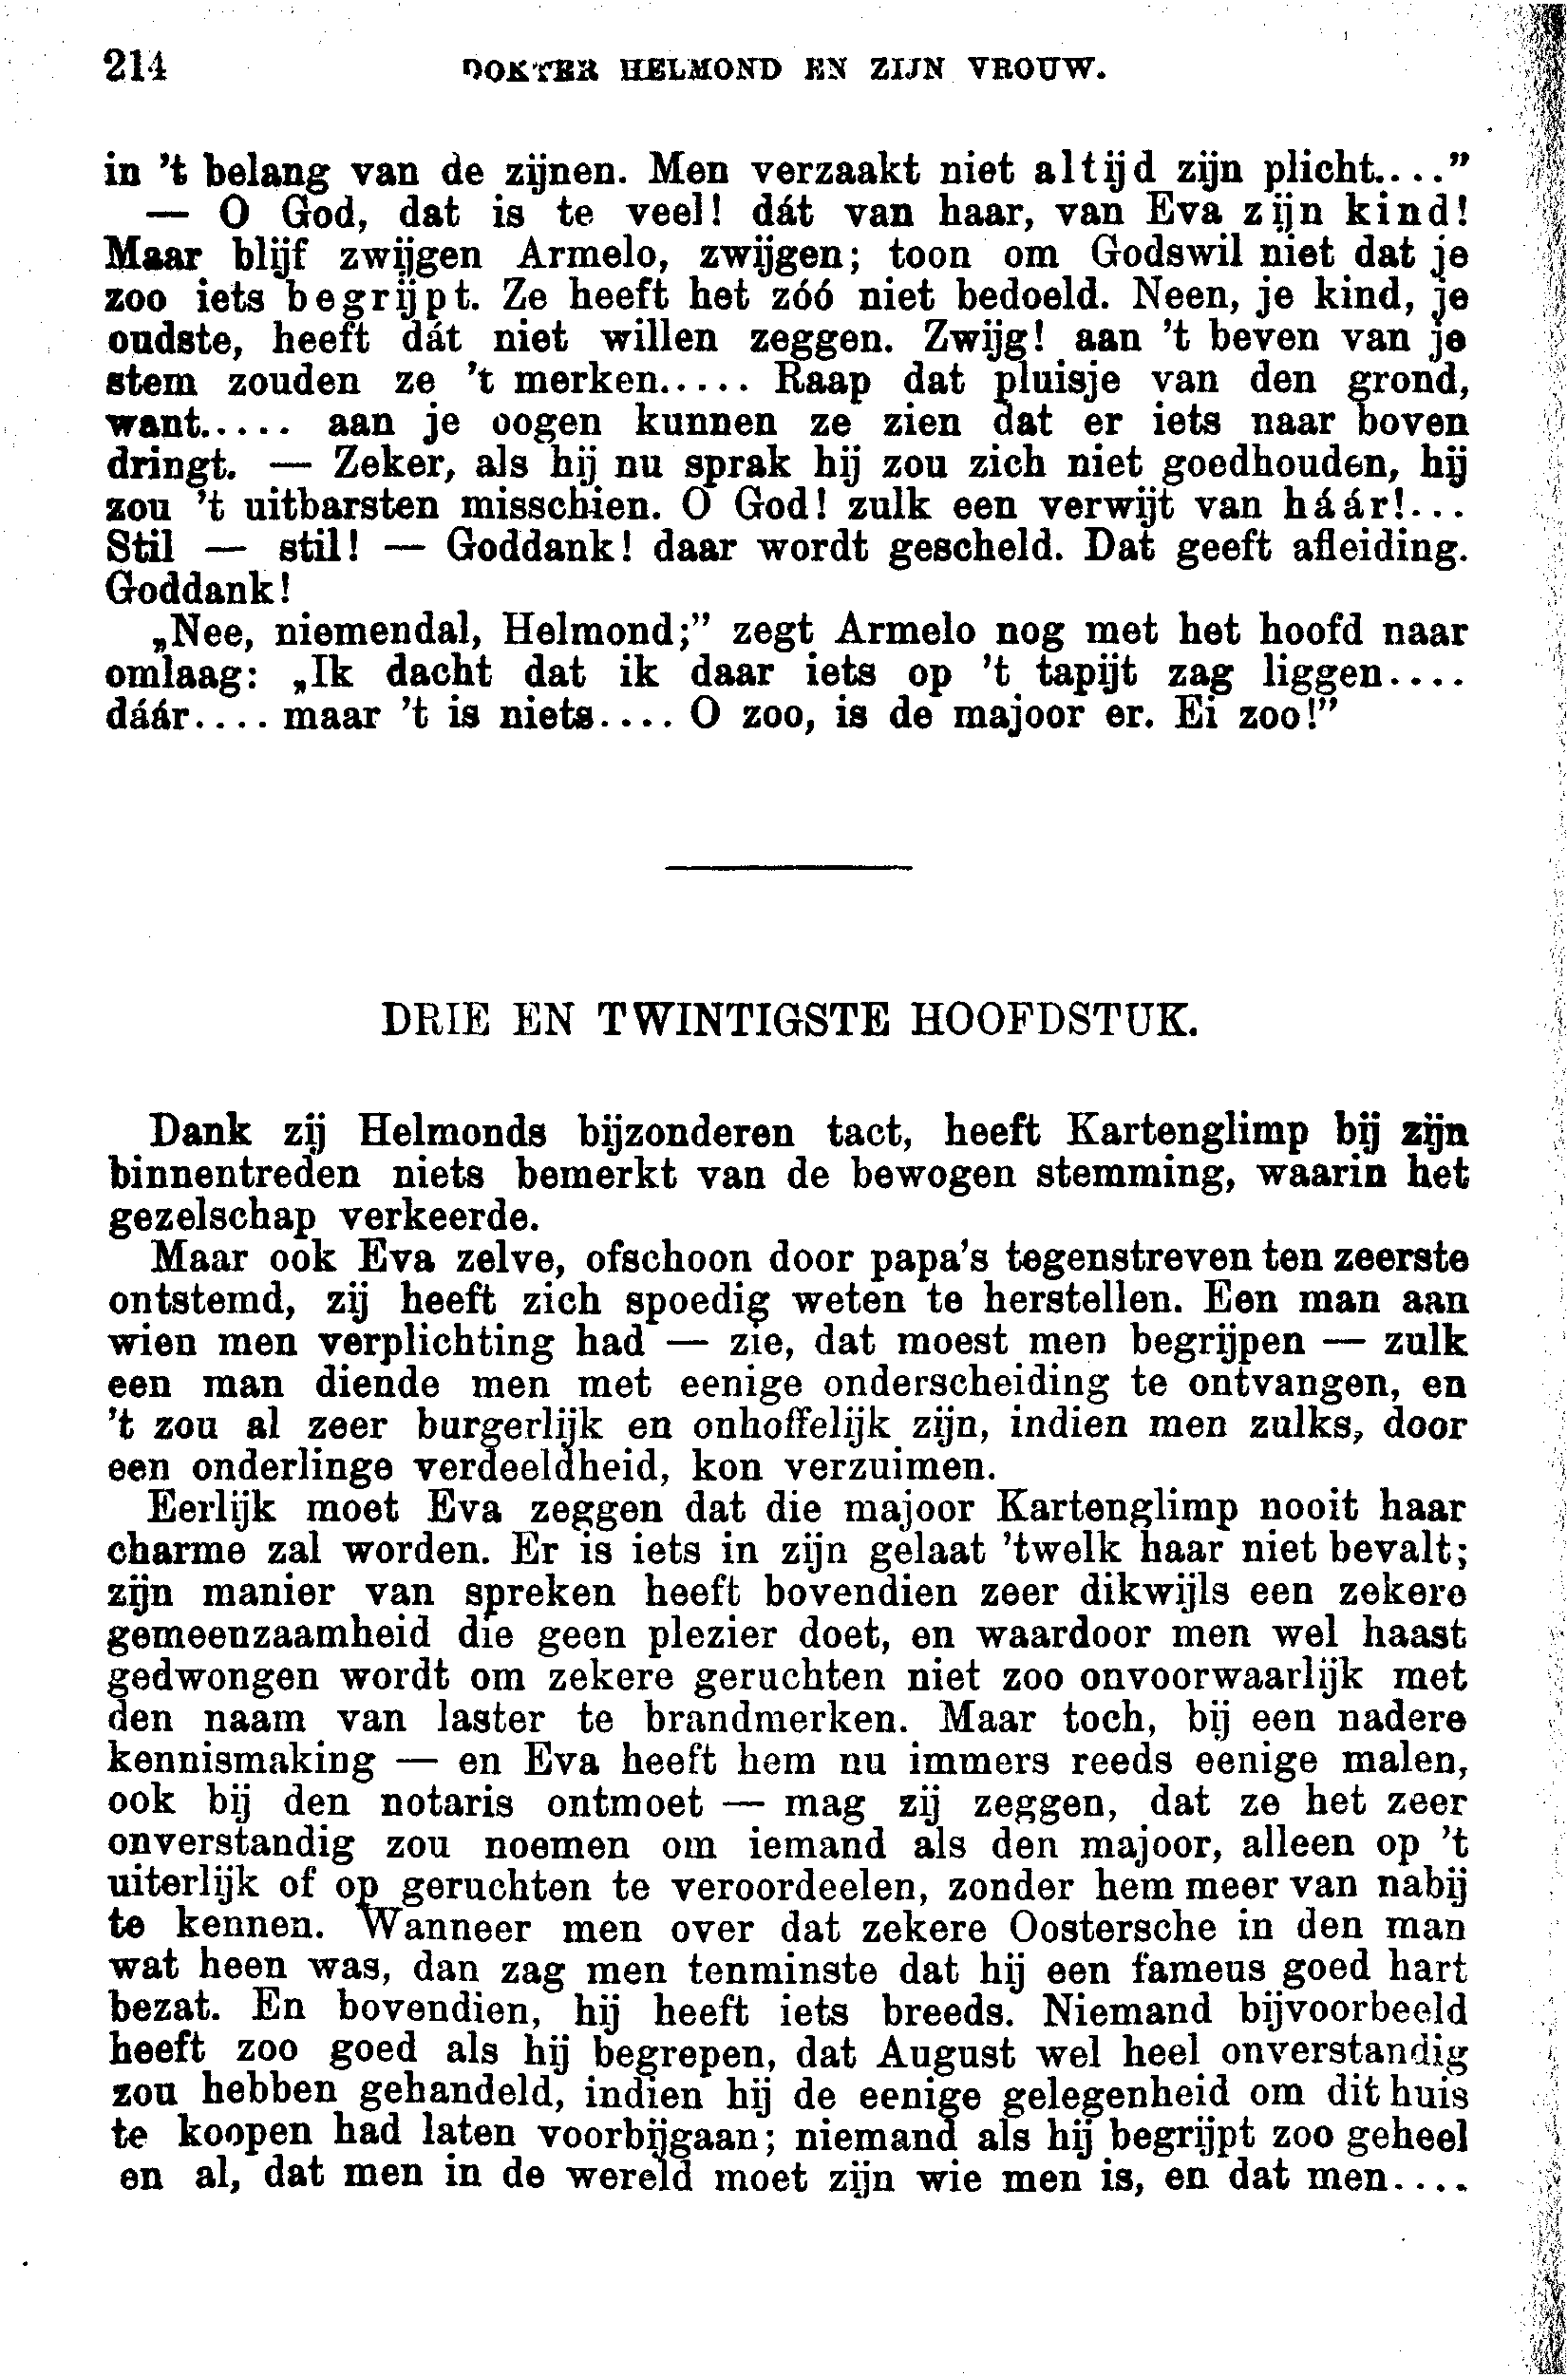 214 DOKTER HELMOND EN ZIJN VROUW.
in 't belang van de zijnen. Men verzaakt niet altijd zijn plicht...."
— O God, dat is te veel! dát van haar, van Eva zijn kind!
Maar blijf zwijgen Armelo, zwijgen; toon om Godswil niet dat je
zoo iets begrijpt. Ze heeft het zóó niet bedoeld. Neen, je kind, je
oudste, heeft dát niet willen zeggen. Zwijg! aan 't beven van je
stem zouden ze 't merken..... Raap dat pluisje van den grond,
want..... aan je oogen kunnen ze zien dat er iets naar boven
dringt. — Zeker, als hij nu sprak hij zou zich niet goedhouden, hij
zou 't uitbarsten misschien. O God! zulk een verwijt van háár!...
Stil — stil! — Goddank! daar wordt gescheld. Dat geeft afleiding.
Goddank!
„Nee, niemendal, Helmond;" zegt Armelo nog met het hoofd naar
omlaag: „Ik dacht dat ik daar iets op 't tapijt zag liggen....
dáár.... maar 't is niets.... O zoo, is de majoor er. Ei zoo!"
DRIE EN TWINTIGSTE HOOFDSTUK.
Dank zij Helmonds bijzonderen tact, heeft Kartenglimp bij zijn
binnentreden niets bemerkt van de bewogen stemming, waarin het
gezelschap verkeerde.
Maar ook Eva zelve, ofschoon door papa's tegenstreven ten zeerste
ontstemd, zij heeft zich spoedig weten te herstellen. Een man aan
wien men verplichting had — zie, dat moest men begrijpen — zulk
een man diende men met eenige onderscheiding te ontvangen, en
't zou al zeer burgerlijk en onhoffelijk zijn, indien men zulks, door
een onderlinge verdeeldheid, kon verzuimen.
Eerlijk moet Eva zeggen dat die majoor Kartenglimp nooit haar
charme zal worden. Er is iets in zijn gelaat 'twelk haar niet bevalt;
zijn manier van spreken heeft bovendien zeer dikwijls een zekere
gemeenzaamheid die geen plezier doet, en waardoor men wel haast
gedwongen wordt om zekere geruchten niet zoo onvoorwaarlijk met
den naam van laster te brandmerken. Maar toch, bij een nadere
kennismaking — en Eva heeft hem nu immers reeds eenige malen,
ook bij den notaris ontmoet — mag zij zeggen, dat ze het zeer
onverstandig zou noemen om iemand als den majoor, alleen op 't
uiterlijk of op geruchten te veroordeelen, zonder hem meer van nabij
te kennen. Wanneer men over dat zekere Oostersche in den man
wat heen was, dan zag men tenminste dat hij een fameus goed hart
bezat. En bovendien, hij heeft iets breeds. Niemand bijvoorbeeld
heeft zoo goed als hij begrepen, dat August wel heel onverstandig
zou hebben gehandeld, indien hij de eenige gelegenheid om dit huis
te koopen had laten voorbijgaan; niemand als hij begrijpt zoo geheel
en al, dat men in de wereld moet zijn wie men is, en dat men....